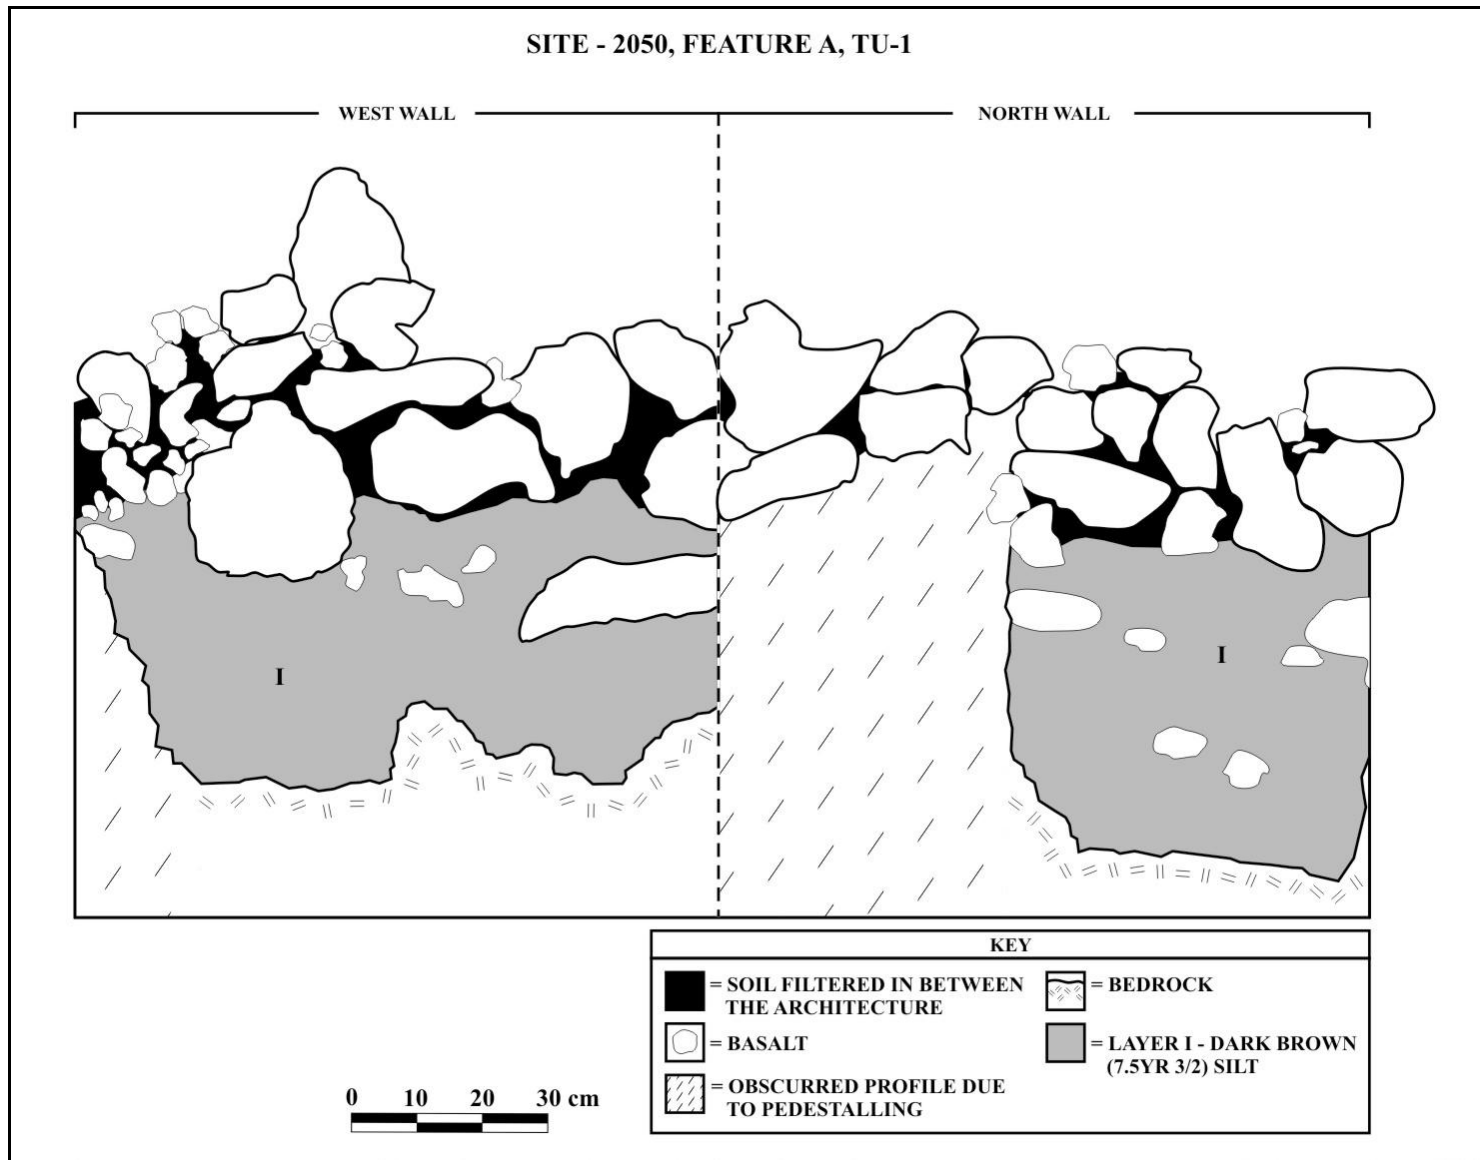 SITE - 2050, FEATURE A, TU-1
WEST WALL
NORTH WALL
I
I
KEY
= SOIL FILTERED IN BETWEEN
THE ARCHITECTURE
= BASALT
= OBSCURRED PROFILE DUE
TO PEDESTALLING
= BEDROCK
= LAYER I - DARK BROWN
(7.5YR 3/2) SILT
0 10 20 30 cm